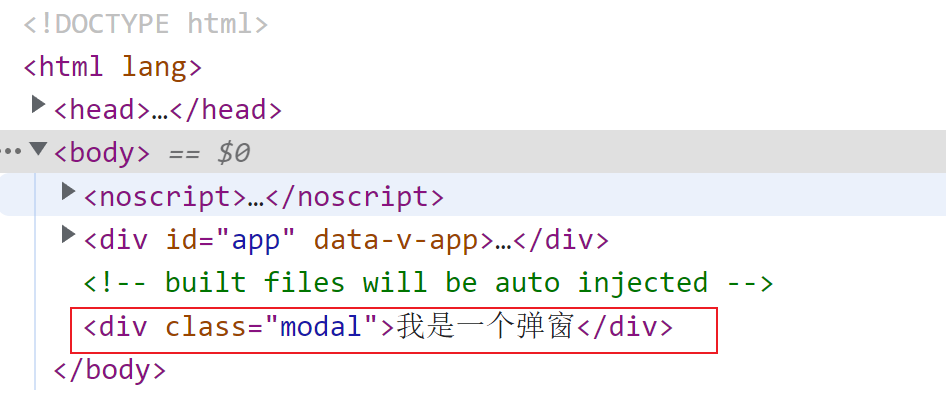 <!DOCTYPE html>
<html lang>
<head>…</head>
<body> == $0
<noscript>…</noscript>
<div id="app" data-v-app>…</div>
<!-- built files will be auto injected -->
<div class="modal">我是一个弹窗</div>
</body>